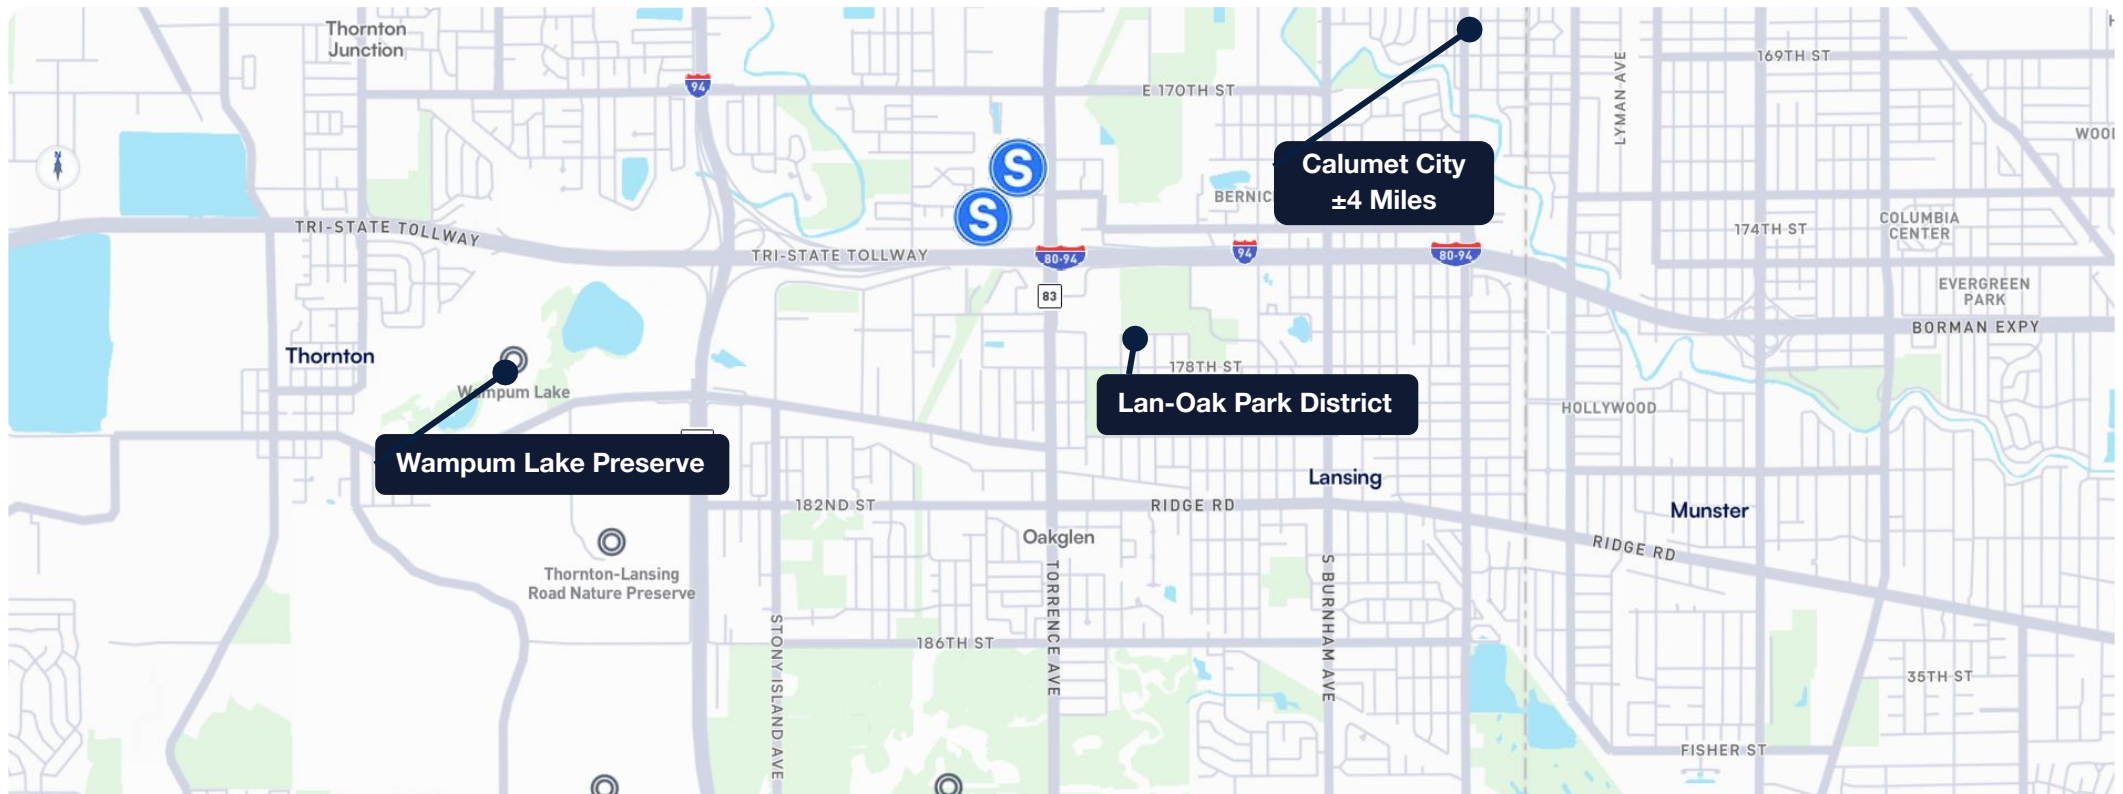 Thornton
Junction
169TH ST
94
E 170TH ST
LYMAN AVE
N
S
S
Calumet City
±4 Miles
BERNIC
174TH ST
COLUMBIA
CENTER
TRI-STATE TOLLWAY
TRI-STATE TOLLWAY
80-94
94
80-94
83
EVERGREEN
PARK
BORMAN EXPY
Thornton
Wampum Lake
178TH ST
Lan-Oak Park District
HOLLYWOOD
Wampum Lake Preserve
Lansing
182ND ST
RIDGE RD
Munster
Oakglen
RIDGE RD
Thornton-Lansing
Road Nature Preserve
TORRENCE AVE
S BURNHAM AVE
STONY ISLAND AVE
186TH ST
35TH ST
FISHER ST